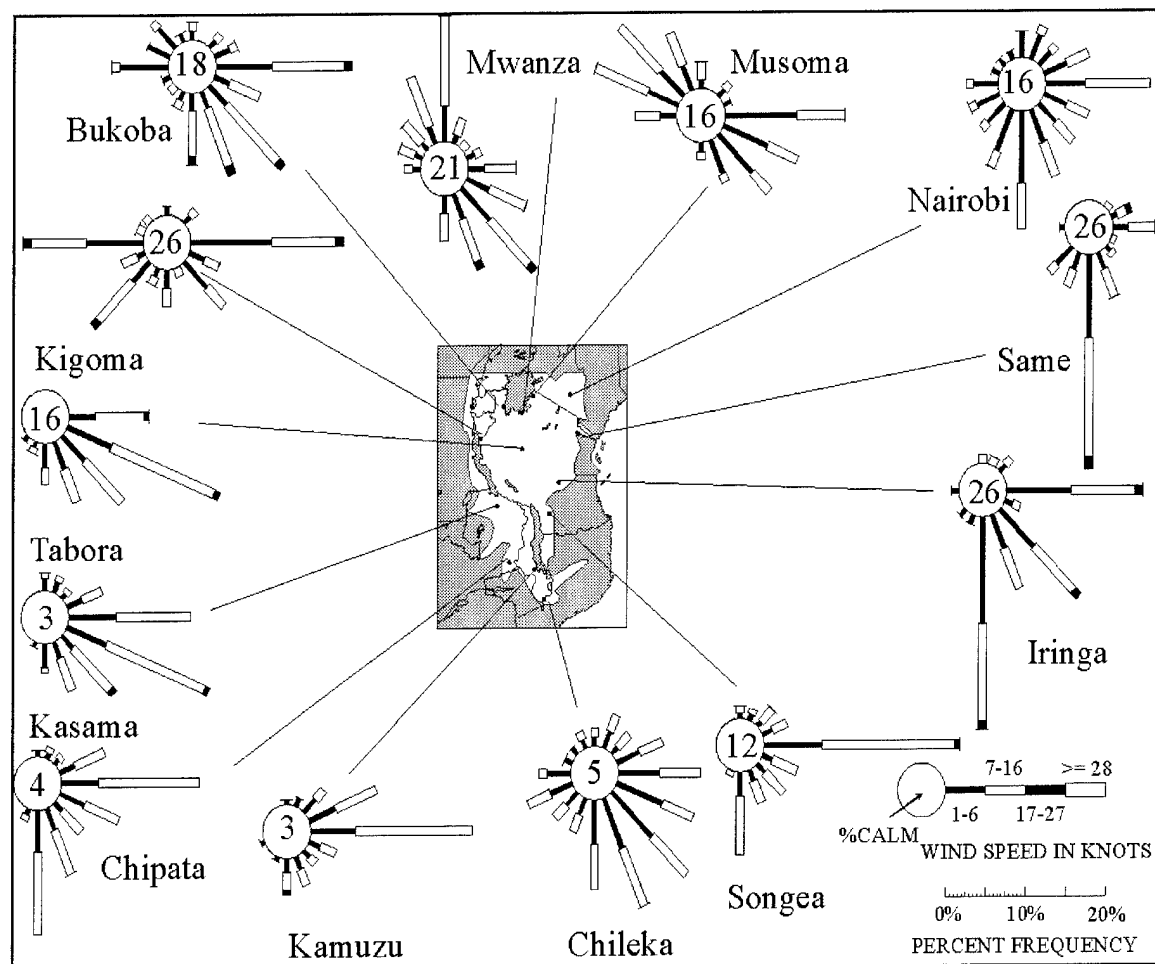 18
Bukoba
Mwanza
21
Musoma
16
16
Nairobi
26
Kigoma
26
Same
16
Tabora
26
Iringa
3
Kasama
4
Chipata
3
Kamuzu
5
Chileka
12
Songea
7-16 >= 28
1-6 17-27
%CALM
WIND SPEED IN KNOTS
0% 10% 20%
PERCENT FREQUENCY